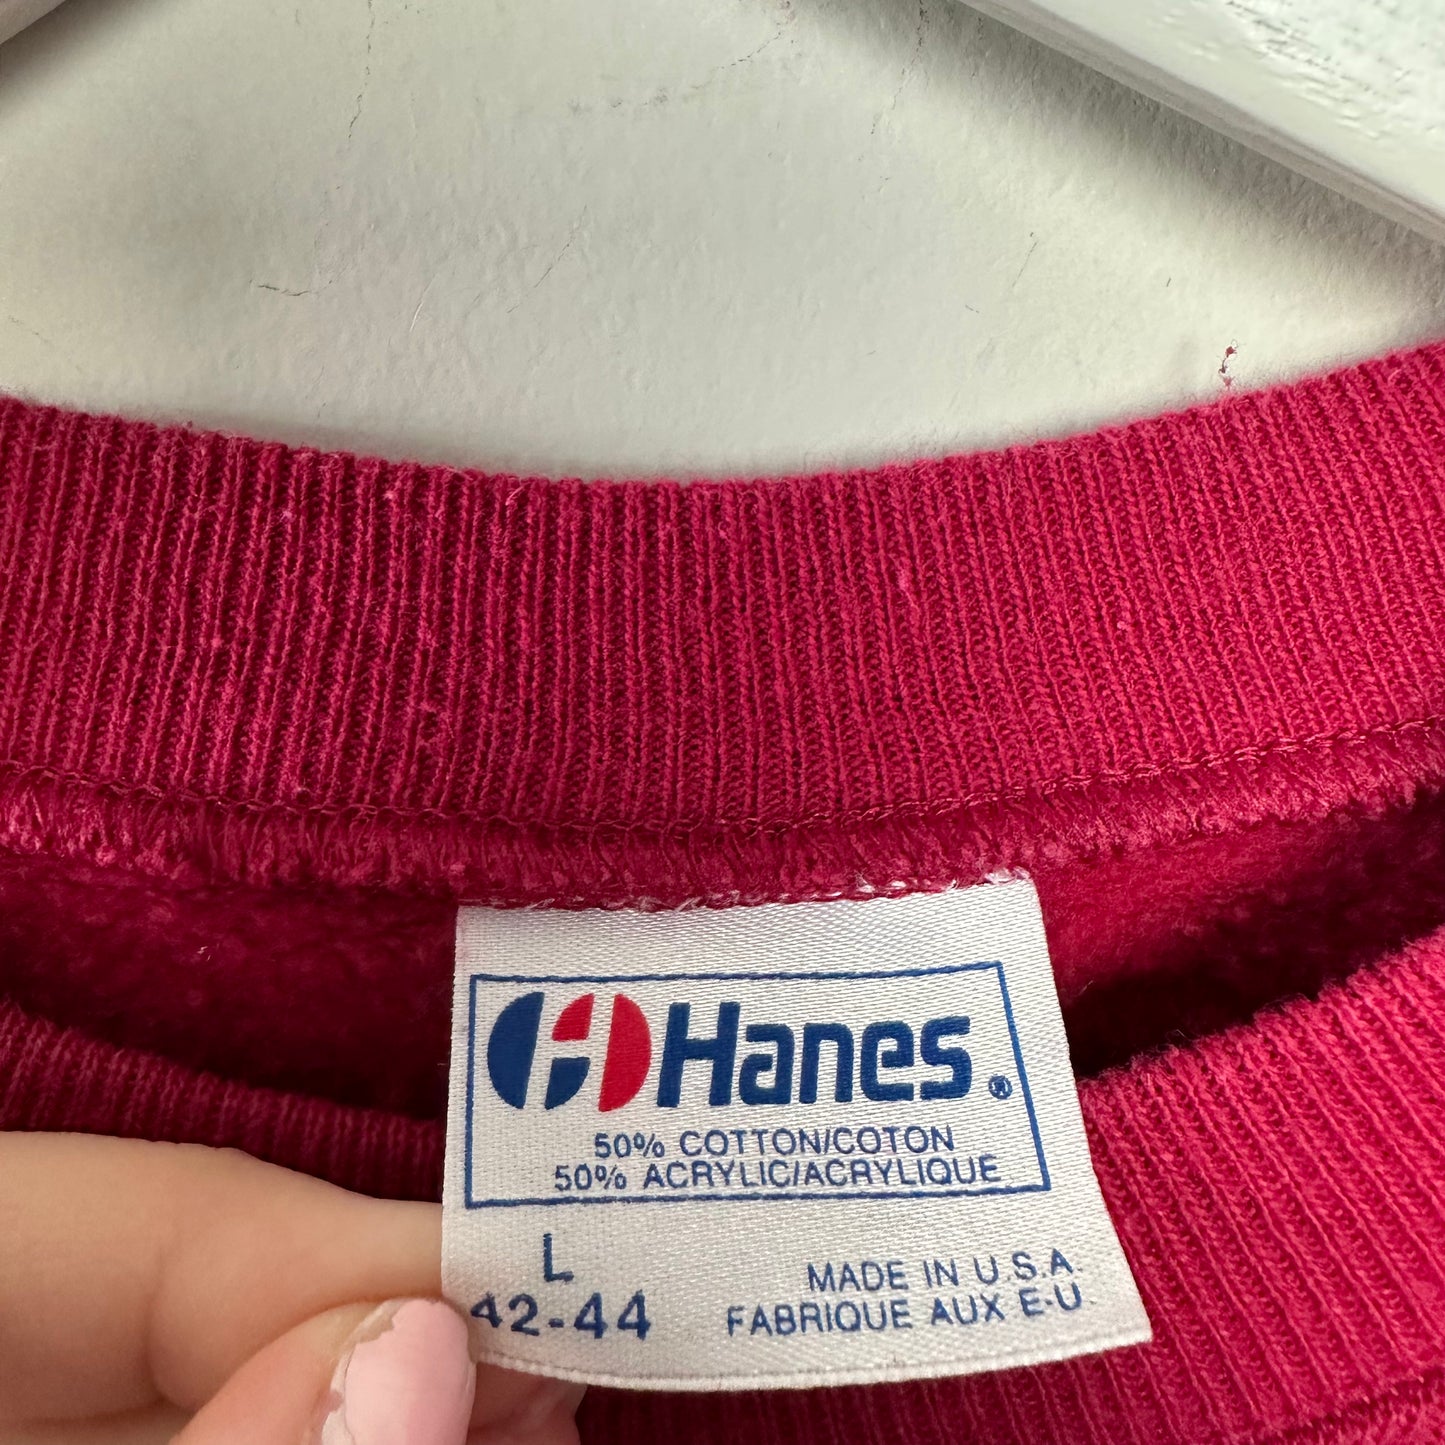 Hanes®
50% COTTON/COTON
50% ACRYLIC/ACRYLIQUE
L
42-44
MADE IN U.S.A.
FABRIQUE AUX E-U.